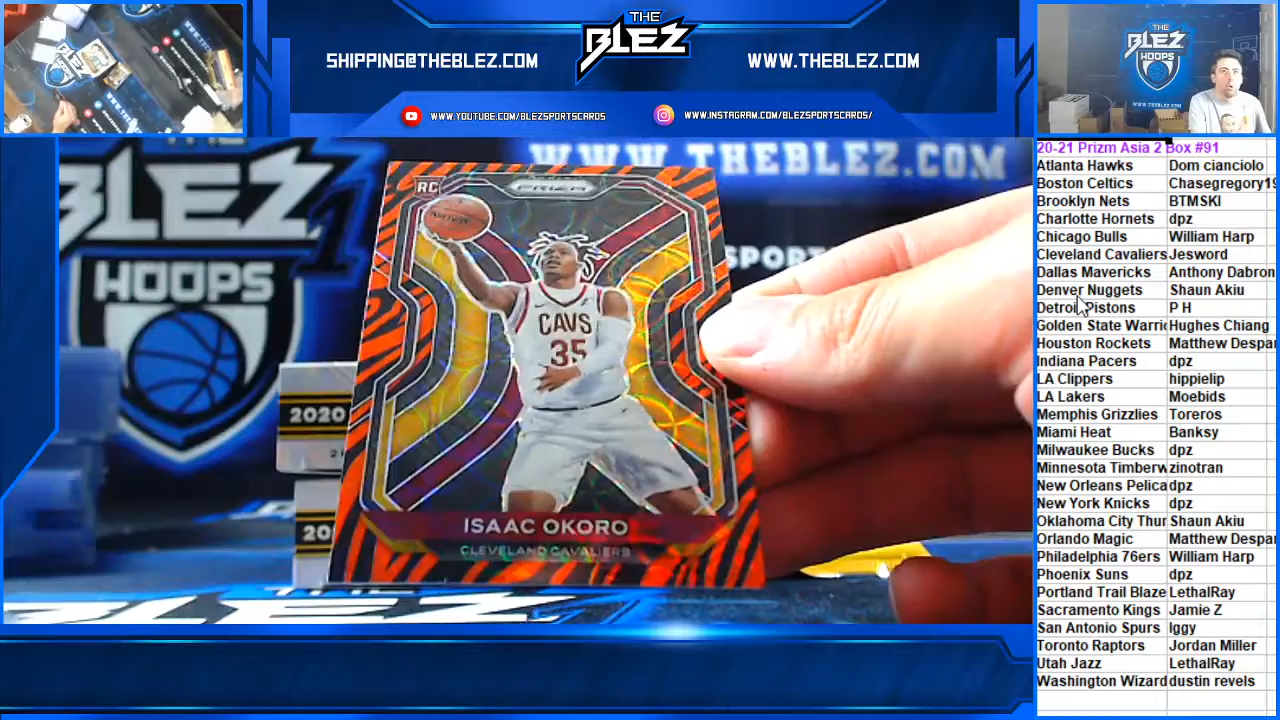 THE
BLEZ
SHIPPING@THEBLEZ.COM
WWW.THEBLEZ.COM
WWW.YOUTUBE.COM/BLEZSPORTSCARDS
WWW.INSTAGRAM.COM/BLEZSPORTSCARDS/
THE
BLEZ
HOOPS
WWW.THEBLEZ.COM
BLEZ
HOOPS
2020
20
THE
BLEZ
RC
PRIZM
CAVS
35
ISAAC OKORO
CLEVELAND CAVALIERS
20-21 Prizm Asia 2 Box #91
Atlanta Hawks Dom cianciolo
Boston Celtics Chasegregory19
Brooklyn Nets BTMSKI
Charlotte Hornets dpz
Chicago Bulls William Harp
Cleveland Cavaliers Jesword
Dallas Mavericks Anthony Dabron
Denver Nuggets Shaun Akiu
Detroit Pistons P H
Golden State Warri Hughes Chiang
Houston Rockets Matthew Despar
Indiana Pacers dpz
LA Clippers hippielip
LA Lakers Moebids
Memphis Grizzlies Toreros
Miami Heat Banksy
Milwaukee Bucks dpz
Minnesota Timberw zinotran
New Orleans Pelica dpz
New York Knicks dpz
Oklahoma City Thun Shaun Akiu
Orlando Magic Matthew Despar
Philadelphia 76ers William Harp
Phoenix Suns dpz
Portland Trail Blaze LethalRay
Sacramento Kings Jamie Z
San Antonio Spurs Iggy
Toronto Raptors Jordan Miller
Utah Jazz LethalRay
Washington Wizard dustin revels